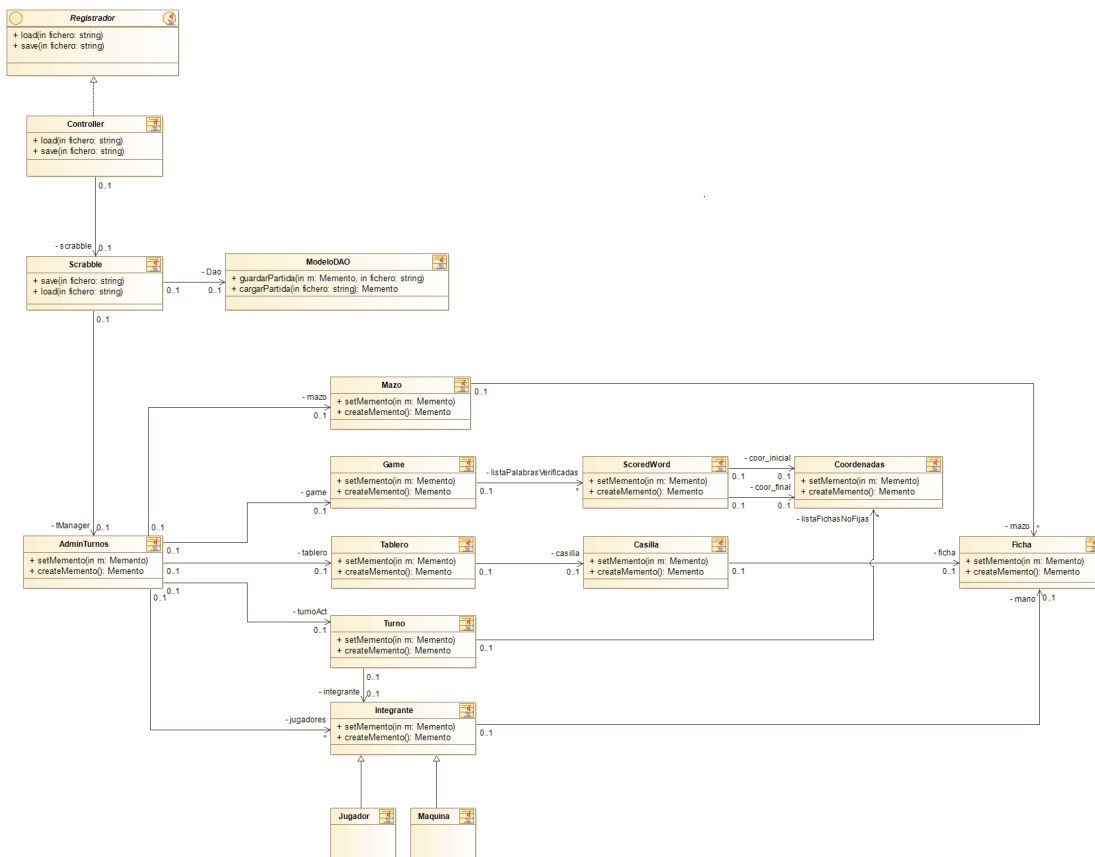 Registrador
+ load(in fichero: string)
+ save(in fichero: string)
Controller
+ load(in fichero: string)
+ save(in fichero: string)
0..1
- scrabble
0..1
Scrabble
+ save(in fichero: string)
+ load(in fichero: string)
0..1
- Dao
0..1
ModeloDAO
+ guardarPartida(in m: Memento, in fichero: string)
+ cargarPartida(in fichero: string): Memento
0..1
Mazo
+ setMemento(in m: Memento)
+ createMemento(): Memento
0..1
- mazo
0..1
Game
+ setMemento(in m: Memento)
+ createMemento(): Memento
- listaPalabrasVerificadas
0..1
*
ScoredWord
+ setMemento(in m: Memento)
+ createMemento(): Memento
- coor_inicial
0..1
0..1
- coor_final
0..1
0..1
Coordenadas
+ setMemento(in m: Memento)
+ createMemento(): Memento
- game
0..1
- listaFichasNoFijas
*
- tManager
0..1
0..1
- mazo
*
AdminTurnos
+ setMemento(in m: Memento)
+ createMemento(): Memento
0..1
0..1
0..1
0..1
- tablero
0..1
Tablero
+ setMemento(in m: Memento)
+ createMemento(): Memento
- casilla
0..1
0..1
Casilla
+ setMemento(in m: Memento)
+ createMemento(): Memento
0..1
- ficha
0..1
Ficha
+ setMemento(in m: Memento)
+ createMemento(): Memento
- mano
0..1
- turnoAct
0..1
Turno
+ setMemento(in m: Memento)
+ createMemento(): Memento
0..1
0..1
- integrante
0..1
- jugadores
*
Integrante
+ setMemento(in m: Memento)
+ createMemento(): Memento
0..1
Jugador
Maquina